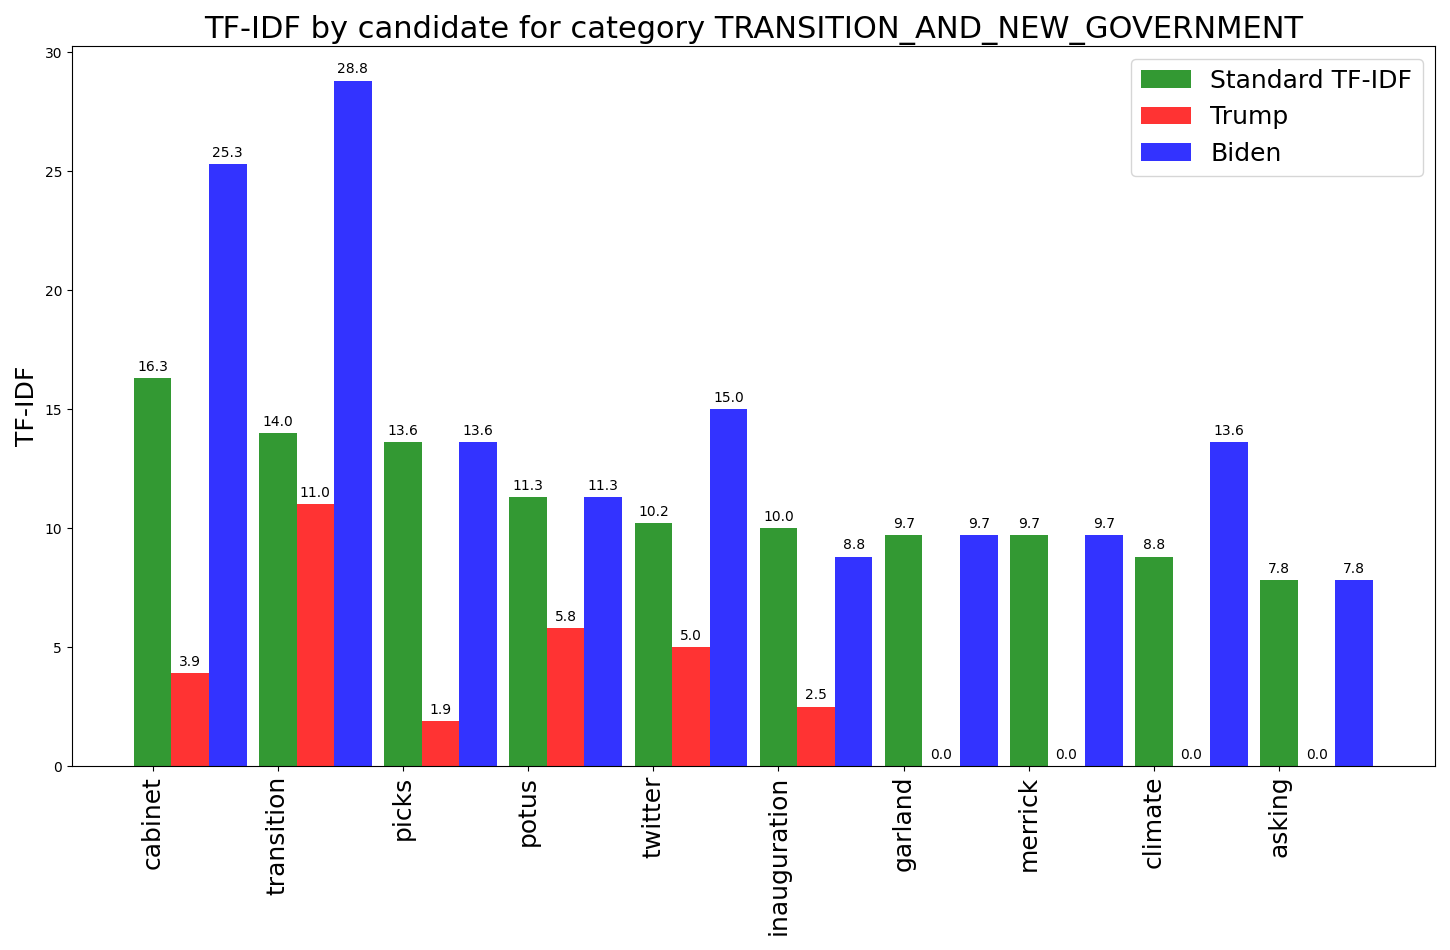 TF-IDF by candidate for category TRANSITION_AND_NEW_GOVERNMENT
Standard TF-IDF
Trump
Biden
TF-IDF
30
25
20
15
10
5
0
16.3
3.9
25.3
14.0
11.0
28.8
13.6
1.9
13.6
11.3
5.8
11.3
10.2
5.0
15.0
10.0
2.5
8.8
9.7
0.0
9.7
9.7
0.0
9.7
8.8
0.0
13.6
7.8
0.0
7.8
cabinet
transition
picks
potus
twitter
inauguration
garland
merrick
climate
asking